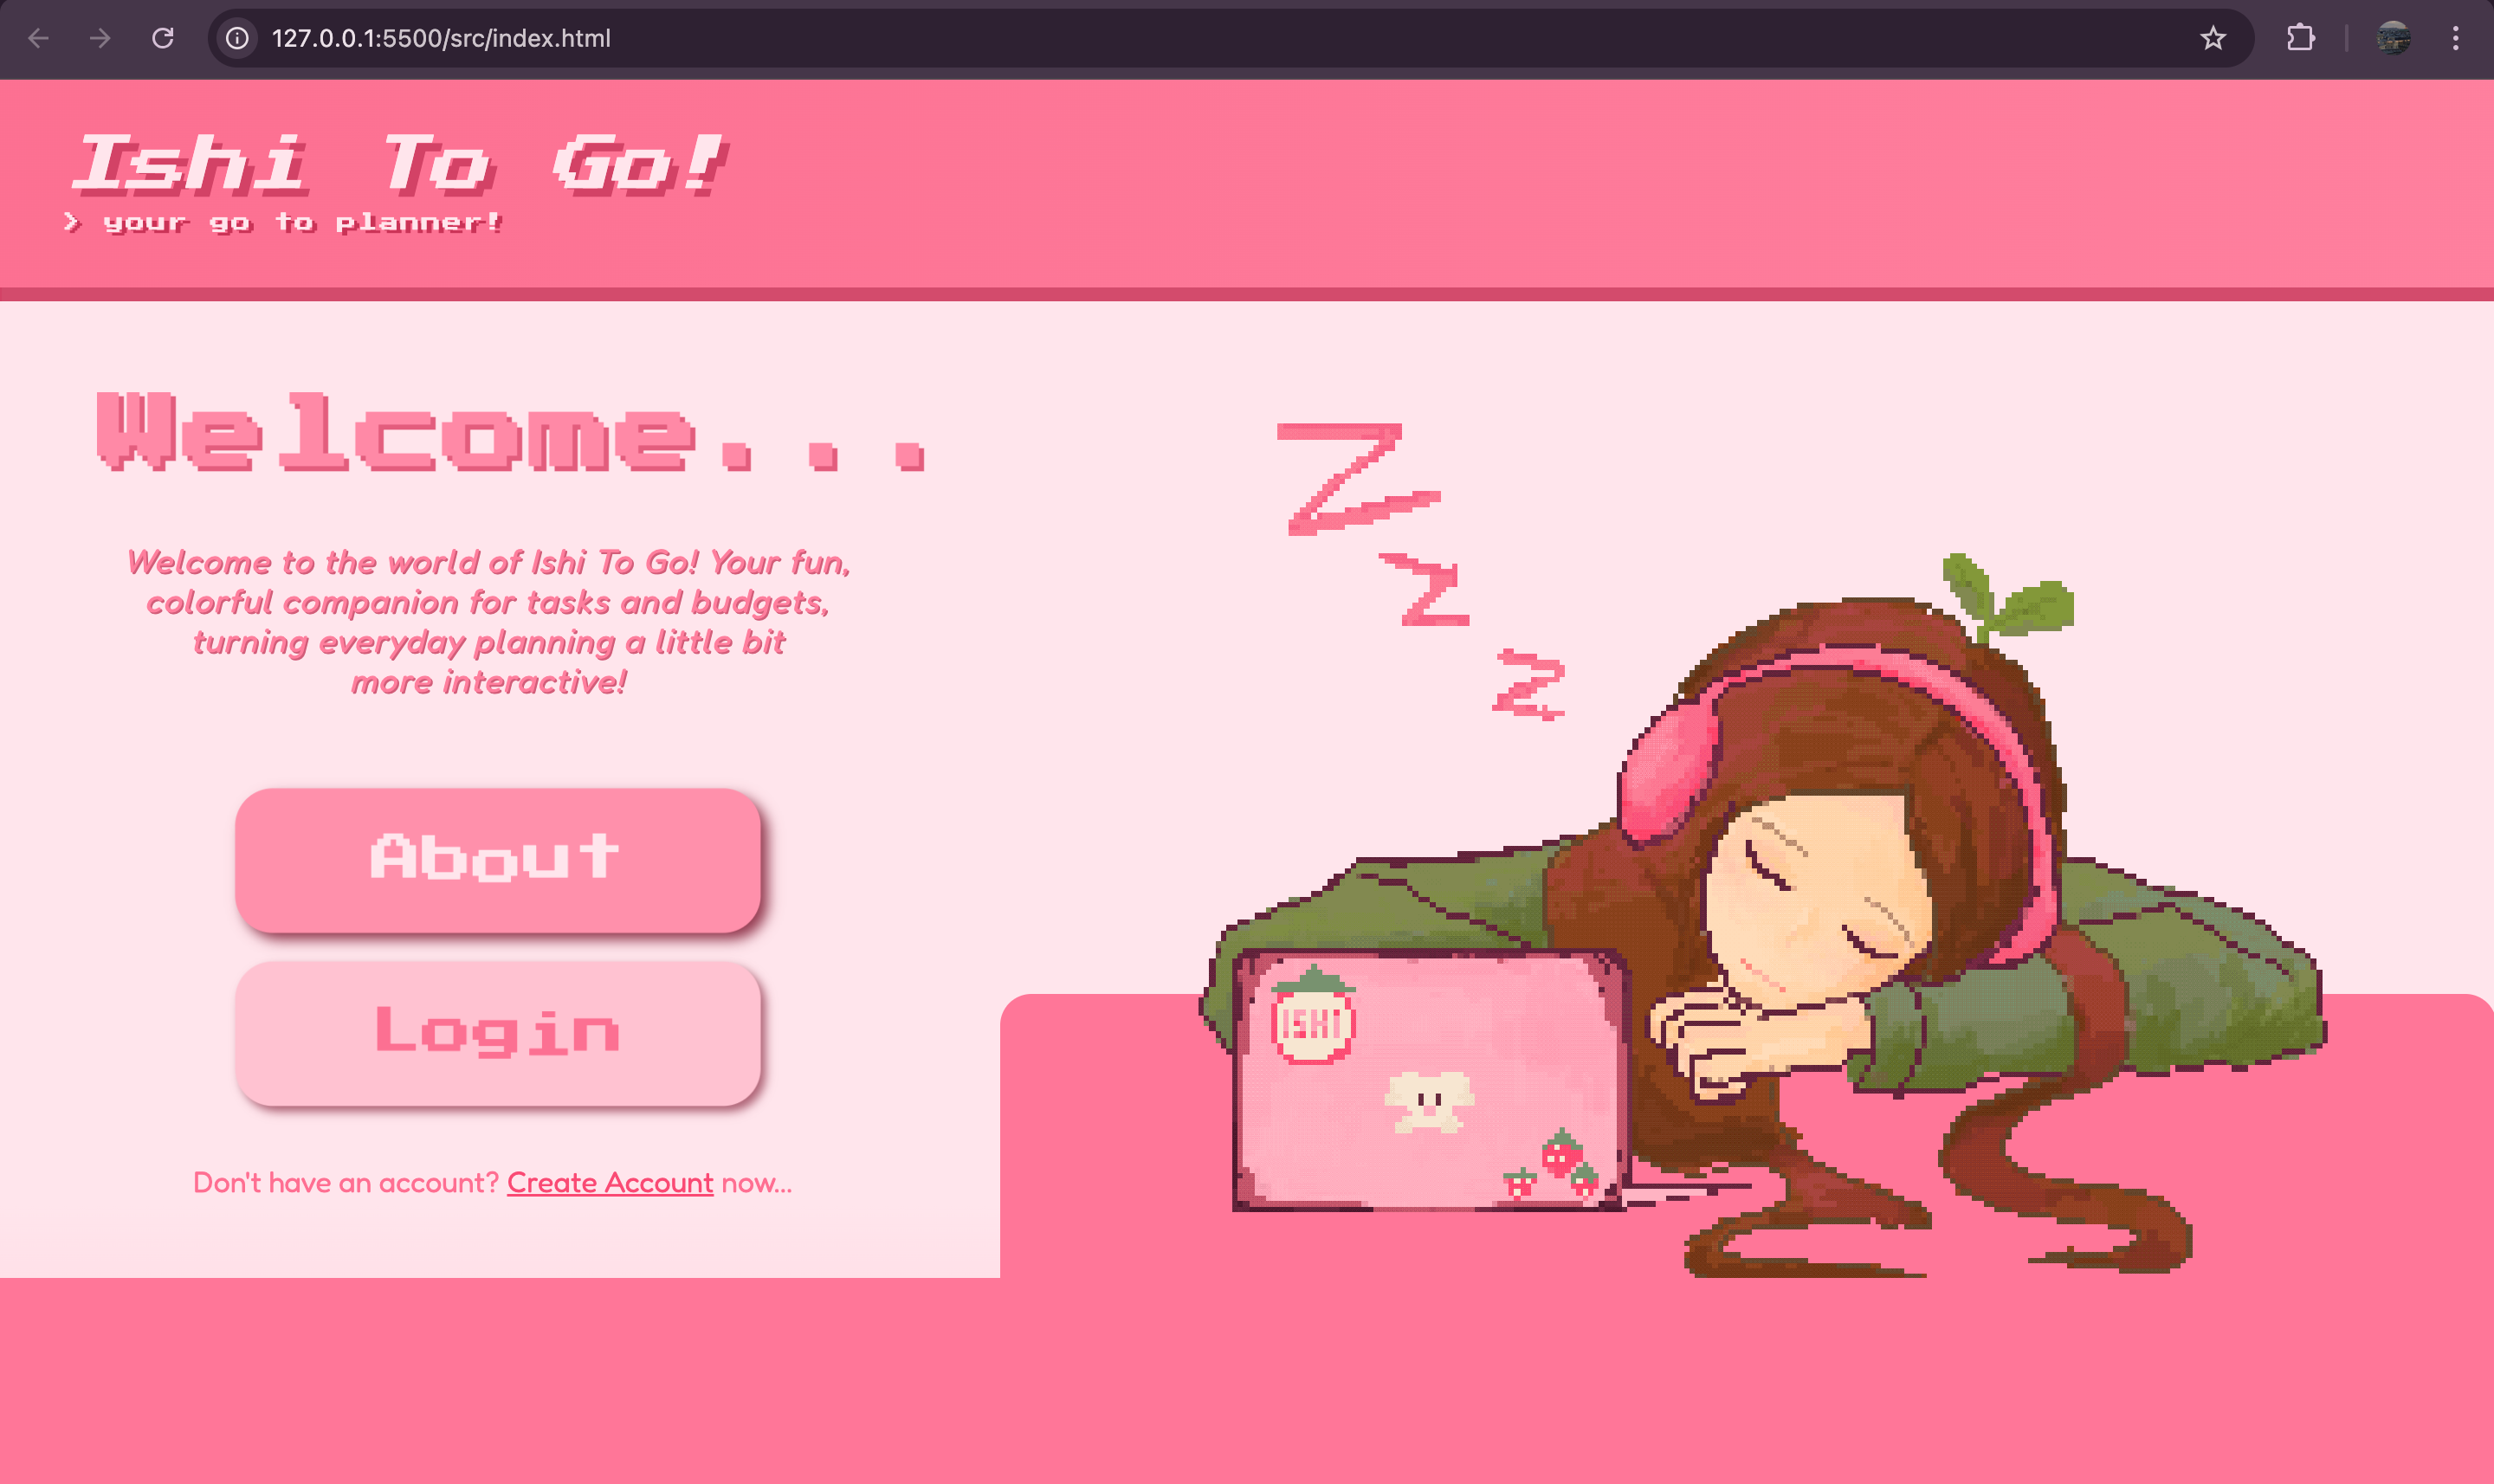 127.0.0.1:5500/src/index.html
Ishi To Go!
> your go to planner!
Welcome...
Welcome to the world of Ishi To Go! Your fun,
colorful companion for tasks and budgets,
turning everyday planning a little bit
more interactive!
Z
Z
Z
ISHI
About
Login
Don't have an account? Create Account now...